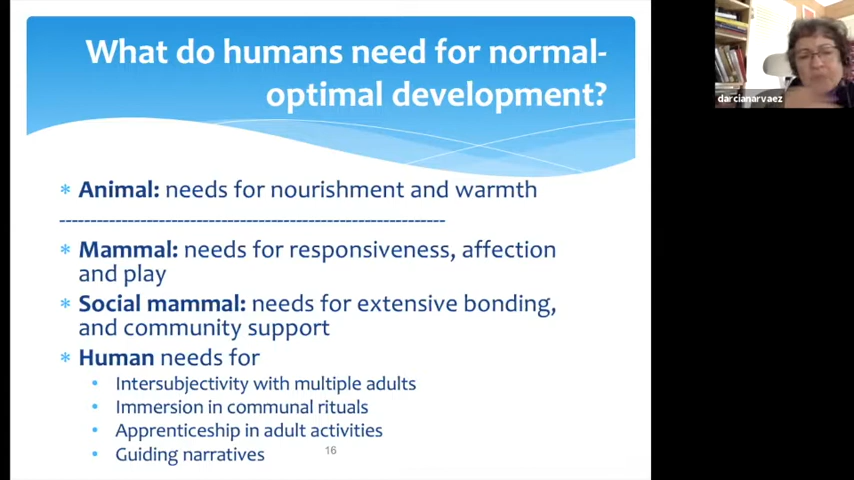 What do humans need for normal-
optimal development?
darcianarvaez
* Animal: needs for nourishment and warmth
--------------------------------------------------------------
* Mammal: needs for responsiveness, affection
and play
* Social mammal: needs for extensive bonding,
and community support
* Human needs for
• Intersubjectivity with multiple adults
• Immersion in communal rituals
• Apprenticeship in adult activities
• Guiding narratives
16